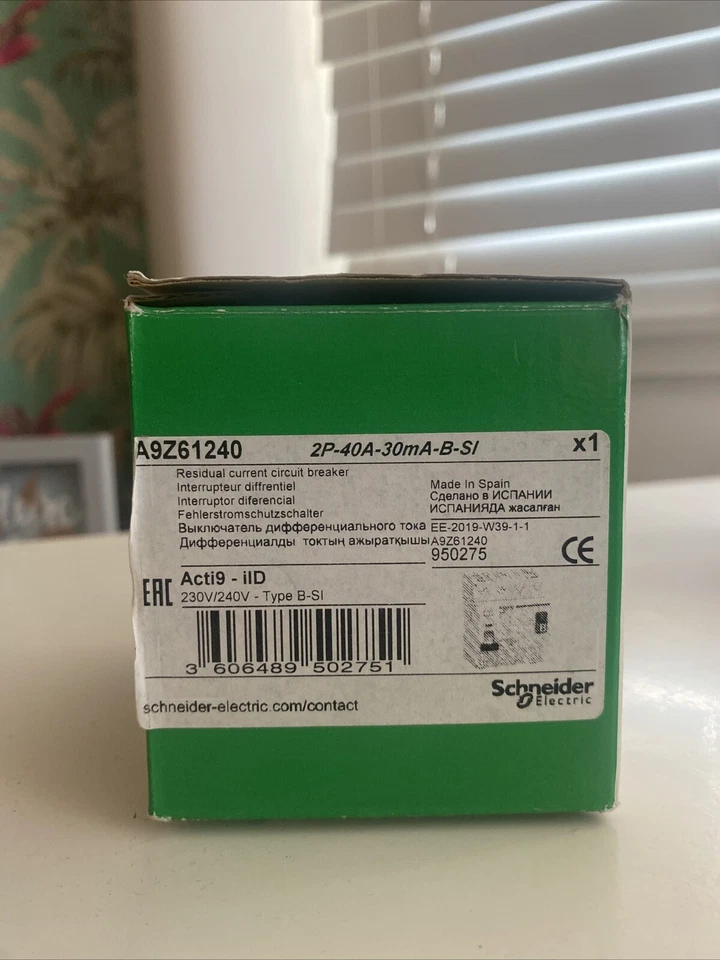 A9Z61240 2P-40A-30mA-B-SI x1
Residual current circuit breaker
Interrupteur diffrentiel
Interruptor diferencial
Fehlerstromschutzschalter
Выключатель дифференциального тока
Дифференциалды токтың ажыратқышы
Made In Spain
Сделано в ИСПАНИИ
ИСПАНИЯДА жасалған
EE-2019-W39-1-1
A9Z61240
950275
CE
EAC
Acti9 - iID
230V/240V - Type B-SI
B
3 606489 502751
Schneider
Electric
schneider-electric.com/contact